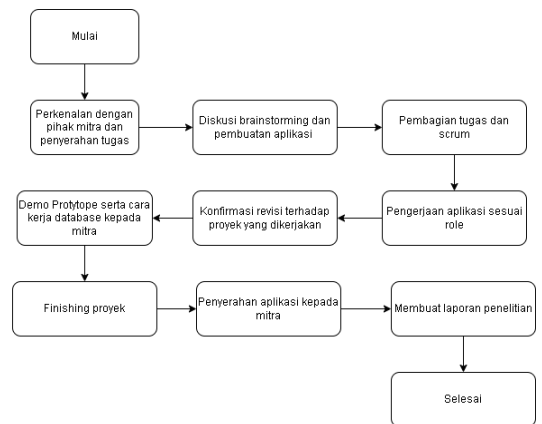 Mulai
Perkenalan dengan
pihak mitra dan
penyerahan tugas
Diskusi brainstorming dan
pembuatan aplikasi
Pembagian tugas dan
scrum
Pengerjaan aplikasi sesuai
role
Konfirmasi revisi terhadap
proyek yang dikerjakan
Demo Protytope serta cara
kerja database kepada
mitra
Finishing proyek
Penyerahan aplikasi kepada
mitra
Membuat laporan penelitian
Selesai